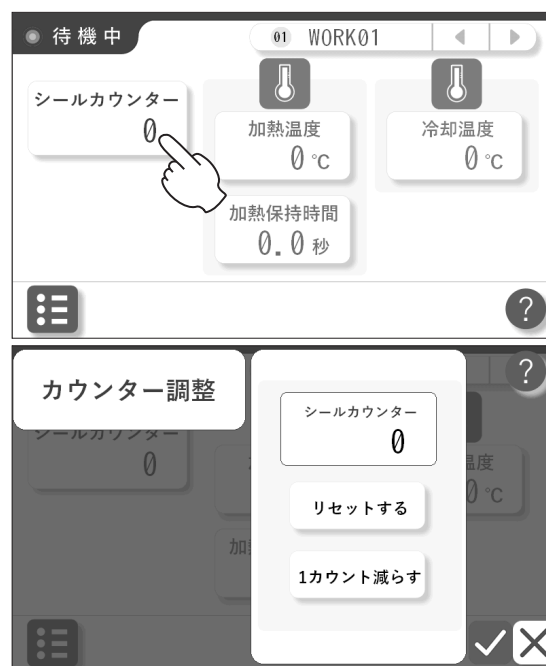 待機中
01 WORK01
シールカウンター
0
加熱温度
0 ℃
冷却温度
0 ℃
加熱保持時間
0.0 秒
?
カウンター調整
?
シールカウンター
0
シールカウンター
0
温度
0 ℃
リセットする
加
1カウント減らす